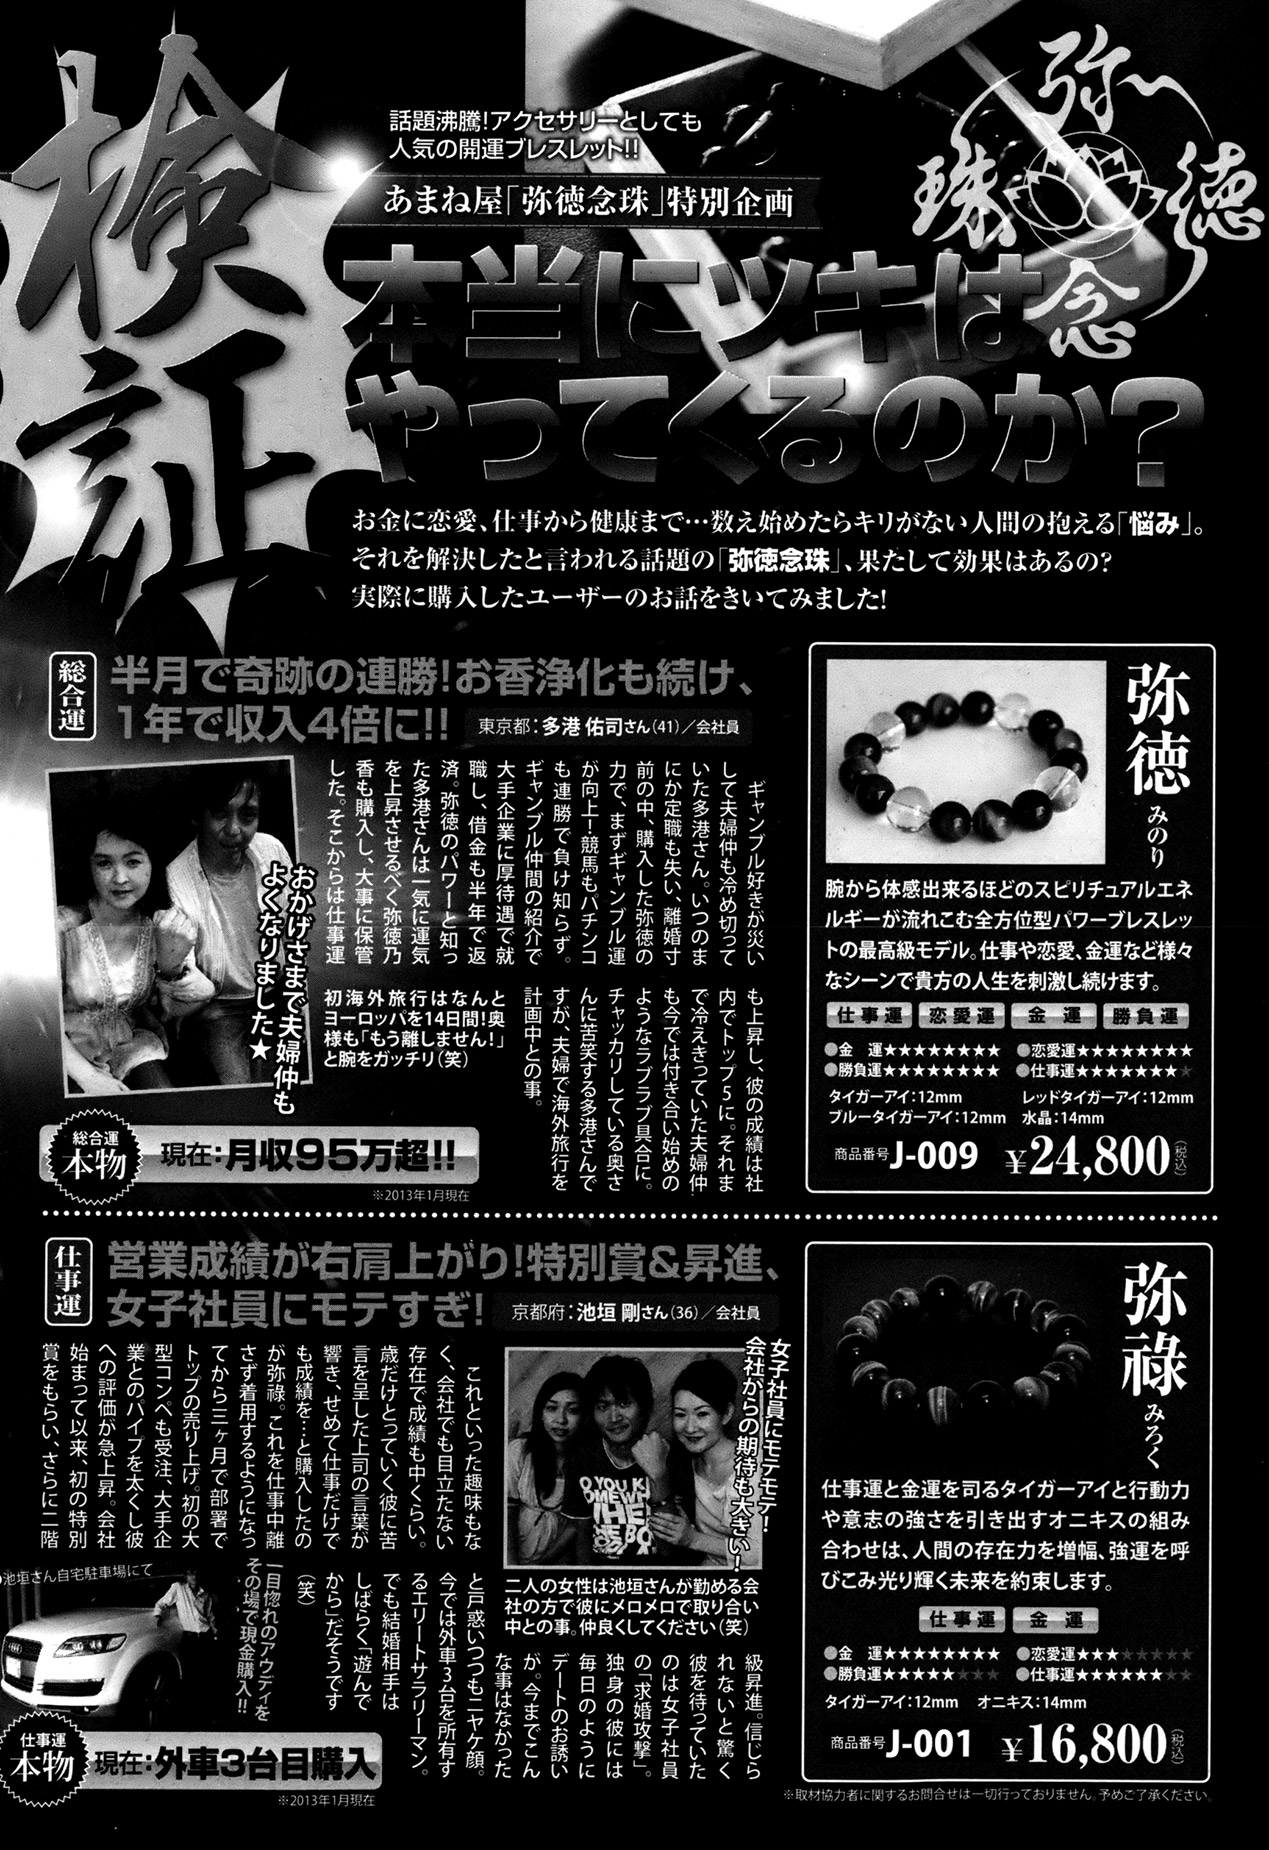 検証
話題沸騰!アクセサリーとしても
人気の開運ブレスレット!!
あまね屋「弥徳念珠」特別企画
弥徳念珠
本当にツキは
やってくるのか?
お金に恋愛、仕事から健康まで…数え始めたらキリがない人間の抱える「悩み」。
それを解決したと言われる話題の「弥徳念珠」、果たして効果はあるの?
実際に購入したユーザーのお話をきいてみました!
総合運
半月で奇跡の連勝!お香浄化も続け、
1年で収入4倍に!!
東京都:多港 佑司さん(41)/会社員
ギャンブル好きが災い
して夫婦仲も冷め切って
いた多港さん。いつのま
にか定職も失い、離婚寸
前の中、購入した弥徳の
力で、まずギャンブル運
が向上!競馬もパチンコ
も連勝で負け知らず。
ギャンブル仲間の紹介で
大手企業に厚待遇で就
職し、借金も半年で返
済。弥徳のパワーと知っ
た多港さんは一気に運気
を上昇させるべく弥徳乃
香も購入し、大事に保管
した。そこからは仕事運
も上昇し、彼の成績は社
内でトップ5に。それま
で冷えきっていた夫婦仲
も今では付き合い始めの
ようなラブラブ具合に。
チャッカリしている奥さ
んに苦笑する多港さんで
すが、夫婦で海外旅行を
計画中との事。
おかげさまで夫婦仲も
よくなりました★
初海外旅行はなんと
ヨーロッパを14日間!奥
様も「もう離しません!」
と腕をガッチリ(笑)
総合運
本物
現在:月収95万超!!
※2013年1月現在
弥徳
みのり
腕から体感出来るほどのスピリチュアルエネ
ルギーが流れこむ全方位型パワーブレスレッ
トの最高級モデル。仕事や恋愛、金運など様々
なシーンで貴方の人生を刺激し続けます。
仕事運 恋愛運 金運 勝負運
●金 運★★★★★★★★ ●恋愛運★★★★★★★★
●勝負運★★★★★★★★ ●仕事運★★★★★★★★
タイガーアイ:12mm レッドタイガーアイ:12mm
ブルータイガーアイ:12mm 水晶:14mm
商品番号J-009 ¥24,800(税込)
仕事運
営業成績が右肩上がり!特別賞&昇進、
女子社員にモテすぎ!
京都府:池垣 剛さん(36)/会社員
これといった趣味もな
く、会社でも目立たない
存在で成績も中くらい。
歳だけとっていく彼に苦
言を呈した上司の言葉が
響き、せめて仕事だけで
も成績を…と購入したの
が弥祿。これを仕事中離
さず着用するようになっ
てから三ヶ月で部署で
トップの売り上げ。初の大
型コンペも受注、大手企
業とのパイプを太くし彼
への評価が急上昇。会社
始まって以来、初の特別
賞をもらい、さらに二階
級昇進。信じら
れないと驚く
彼を待っていた
のは女子社員
の「求婚攻撃」。
独身の彼には
毎日のように
デートのお誘い
が。今までこん
な事はなかった
と戸惑いつつもニヤケ顔。
今では外車3台を所有す
るエリートサラリーマン。
でも結婚相手は
しばらく「遊んで
から」だそうです
(笑)
女子社員にモテモテ!
会社からの期待も大きい!
二人の女性は池垣さんが勤める会
社の方で彼にメロメロで取り合い
中との事。仲良くしてください(笑)
池垣さん自宅駐車場にて
一目惚れのアウディを
その場で現金購入!!
仕事運
本物
現在:外車3台目購入
※2013年1月現在
弥祿
みろく
仕事運と金運を司るタイガーアイと行動力
や意志の強さを引き出すオニキスの組み
合わせは、人間の存在力を増幅、強運を呼
びこみ光り輝く未来を約束します。
仕事運 金運
●金 運★★★★★★★★ ●恋愛運★★★★★★★★
●勝負運★★★★★★★★ ●仕事運★★★★★★★★
タイガーアイ:12mm オニキス:14mm
商品番号J-001 ¥16,800(税込)
※取材協力者に関するお問合せは一切行っておりません。予めご了承ください。